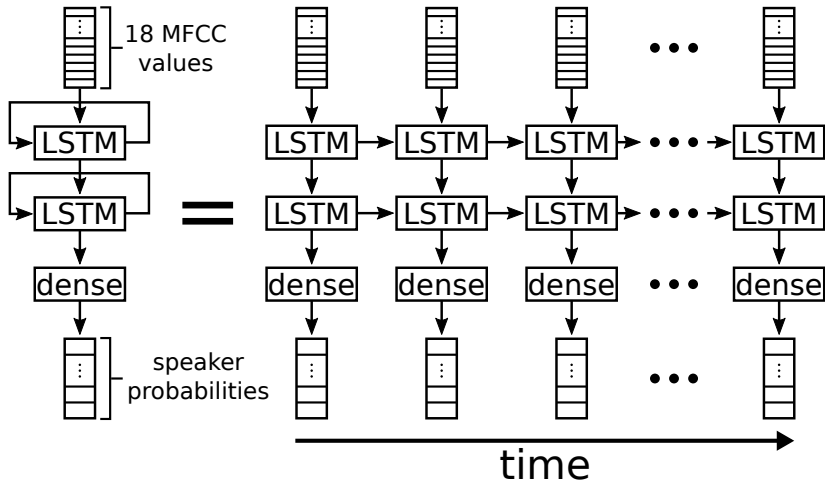 18 MFCC
values
LSTM
LSTM
LSTM
LSTM
LSTM
LSTM
LSTM
=
LSTM
LSTM
LSTM
dense
dense
dense
dense
dense
speaker
probabilities
time